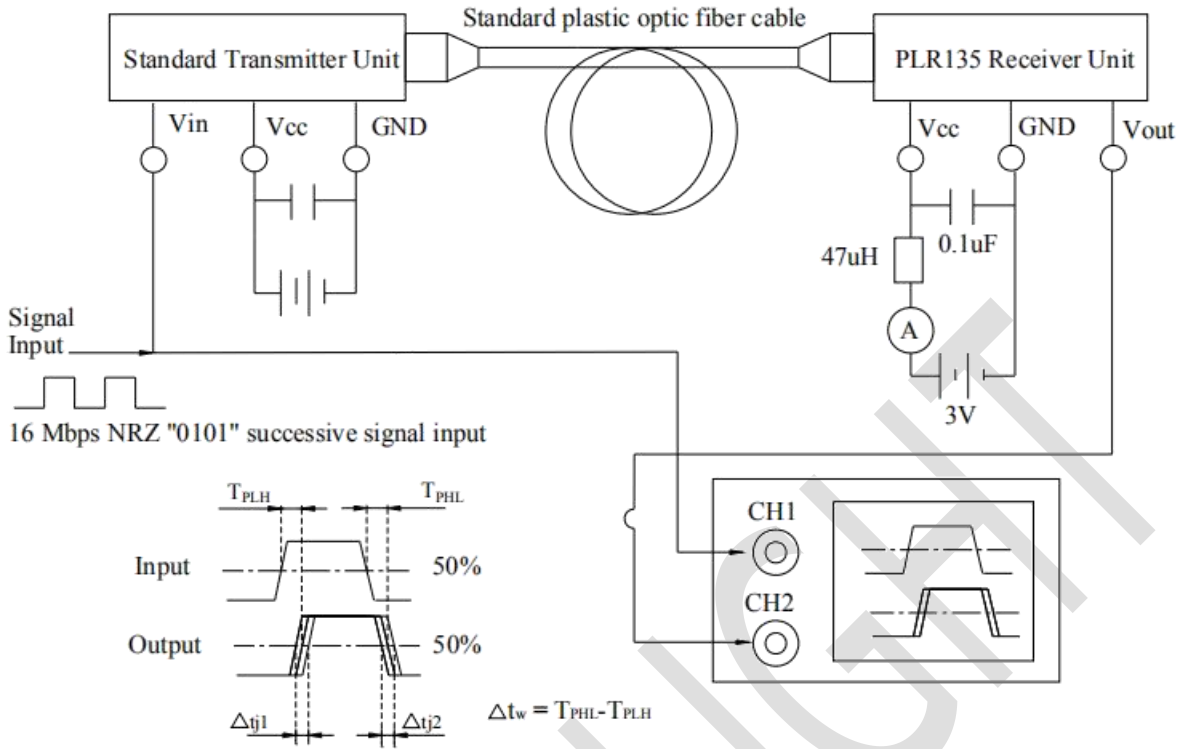 Standard plastic optic fiber cable
Standard Transmitter Unit
PLR135 Receiver Unit
Vin
Vcc
GND
Vcc
GND
Vout
47uH
0.1uF
A
3V
Signal
Input
16 Mbps NRZ "0101" successive signal input
TPLH
TPHL
Input
50%
Output
50%
△tj1
△tj2
△tw = TPHL-TPLH
CH1
CH2